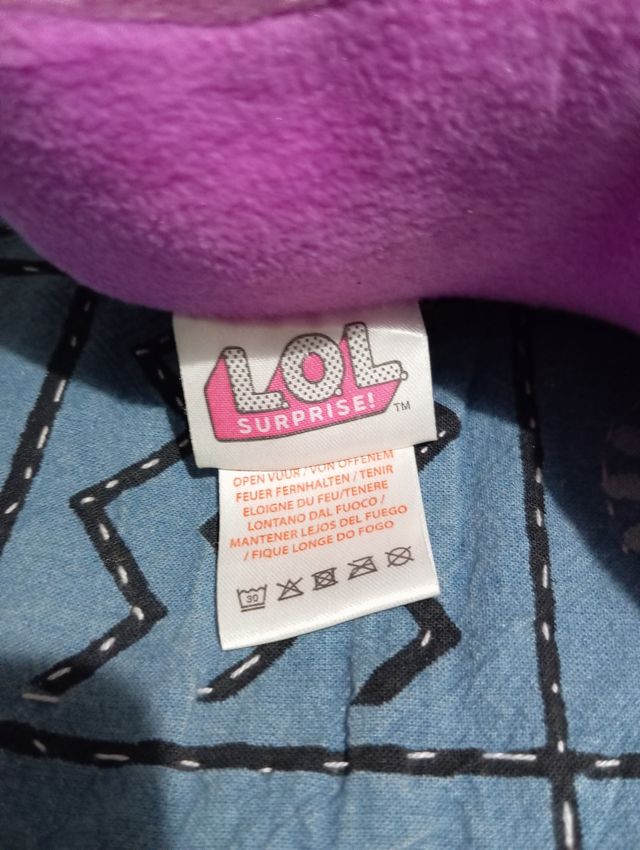 L.O.L.
SURPRISE!
TM
OPEN VUUR / VON OFFENEM
FEUER FERNHALTEN / TENIR
ELOIGNE DU FEU/TENERE
LONTANO DAL FUOCO /
MANTENER LEJOS DEL FUEGO
/ FIQUE LONGE DO FOGO
30